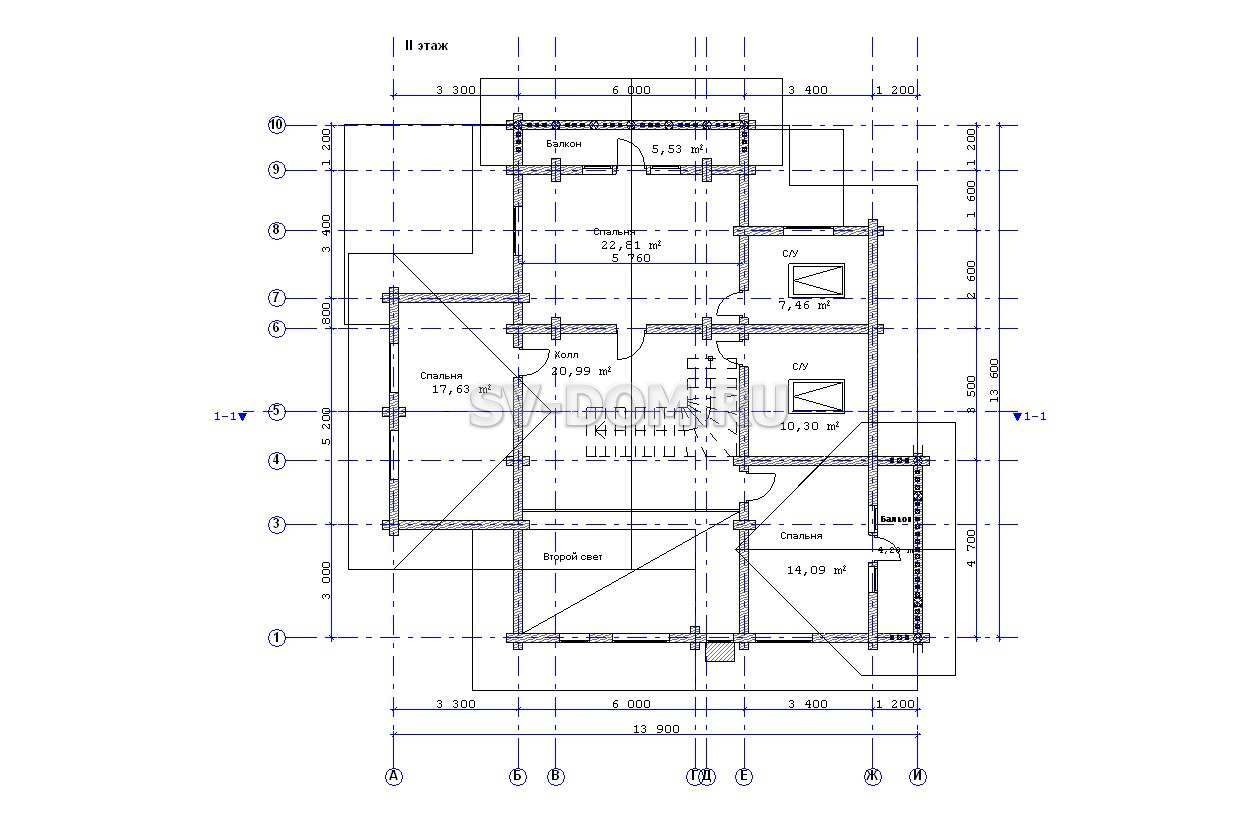 II этаж
3 300
6 000
3 400
1 200
10
9
8
7
6
5
4
3
1
1 200
3 400
800
5 200
3 000
1 200
1 600
2 600
3 500
4 700
13 600
Балкон
5,53 m²
Спальня
22,81 m²
5 760
С/У
7,46 m²
Холл
20,99 m²
Спальня
17,63 m²
С/У
10,30 m²
SV-DOM.RU
1-1
1-1
Балкон
4,20
Спальня
14,09 m²
Второй свет
3 300
6 000
3 400
1 200
13 900
А
Б
В
Г
Д
Е
Ж
И